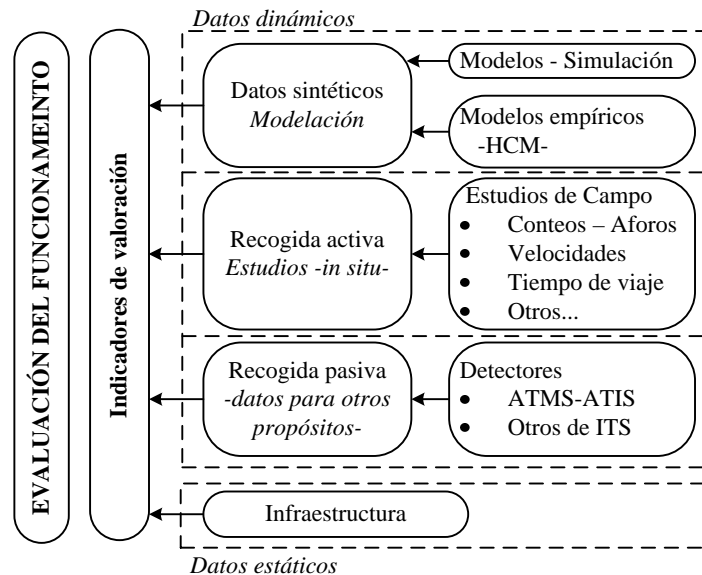 Datos dinámicos
EVALUACIÓN DEL FUNCIONAMEINTO
Indicadores de valoración
Datos sintéticos
Modelación
Modelos - Simulación
Modelos empíricos
-HCM-
Recogida activa
Estudios -in situ-
Estudios de Campo
• Conteos – Aforos
• Velocidades
• Tiempo de viaje
• Otros...
Recogida pasiva
-datos para otros
propósitos-
Detectores
• ATMS-ATIS
• Otros de ITS
Infraestructura
Datos estáticos